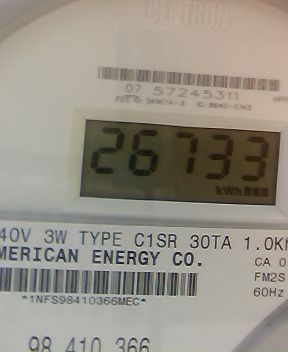 CENTRON
07 57245311
26733
kWh
40V 3W TYPE C1SR 30TA 1.0K
MERICAN ENERGY CO.
CA 0
FM2S
60Hz
*1NFS98410366MEC*
98 410 366